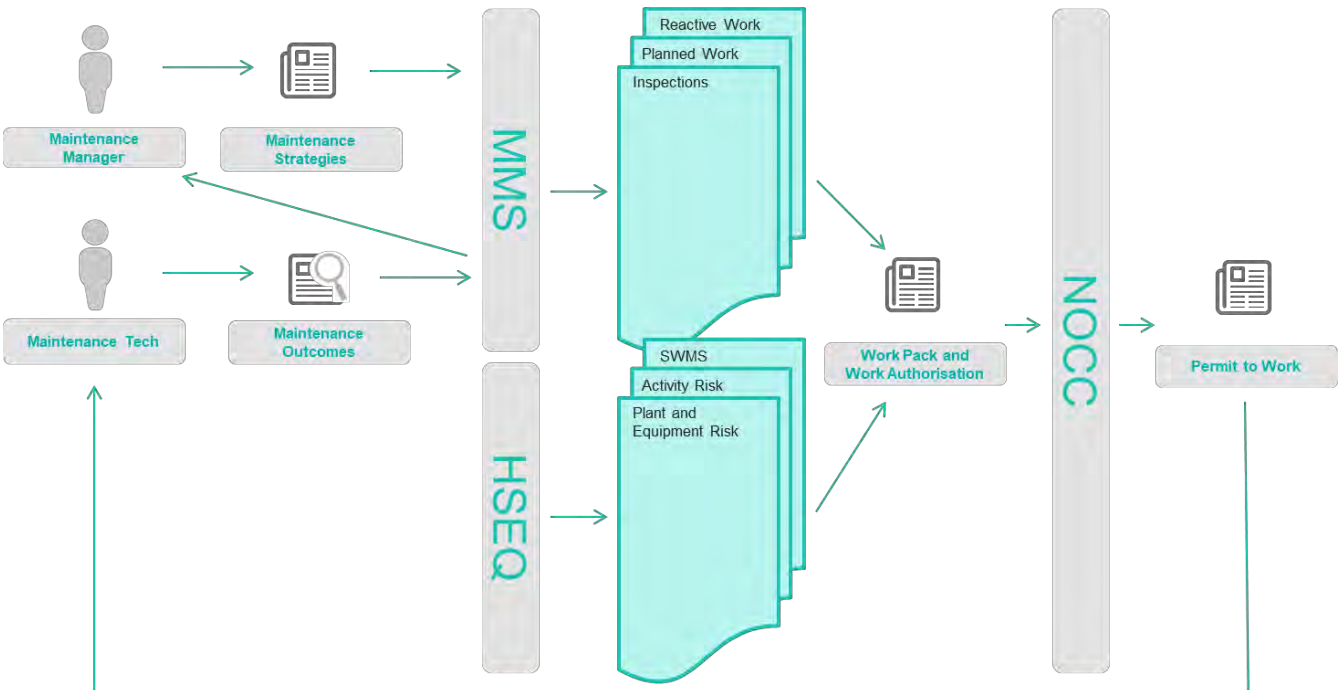 Maintenance
Manager
Maintenance
Strategies
Maintenance Tech
Maintenance
Outcomes
MMS
HSEQ
Reactive Work
Planned Work
Inspections
SWMS
Activity Risk
Plant and
Equipment Risk
Work Pack and
Work Authorisation
NOCC
Permit to Work